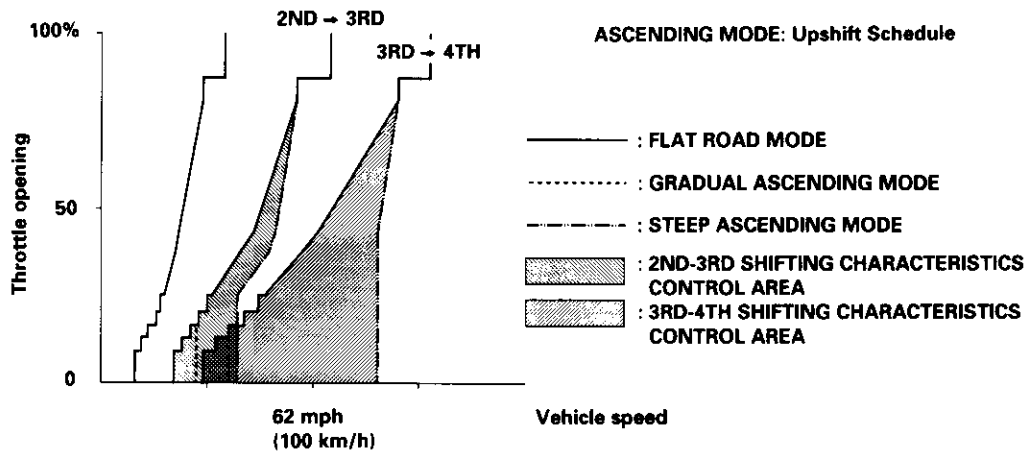 100%
2ND → 3RD
3RD → 4TH
ASCENDING MODE: Upshift Schedule
Throttle opening
50
0
62 mph
(100 km/h)
Vehicle speed
: FLAT ROAD MODE
: GRADUAL ASCENDING MODE
: STEEP ASCENDING MODE
: 2ND-3RD SHIFTING CHARACTERISTICS
CONTROL AREA
: 3RD-4TH SHIFTING CHARACTERISTICS
CONTROL AREA